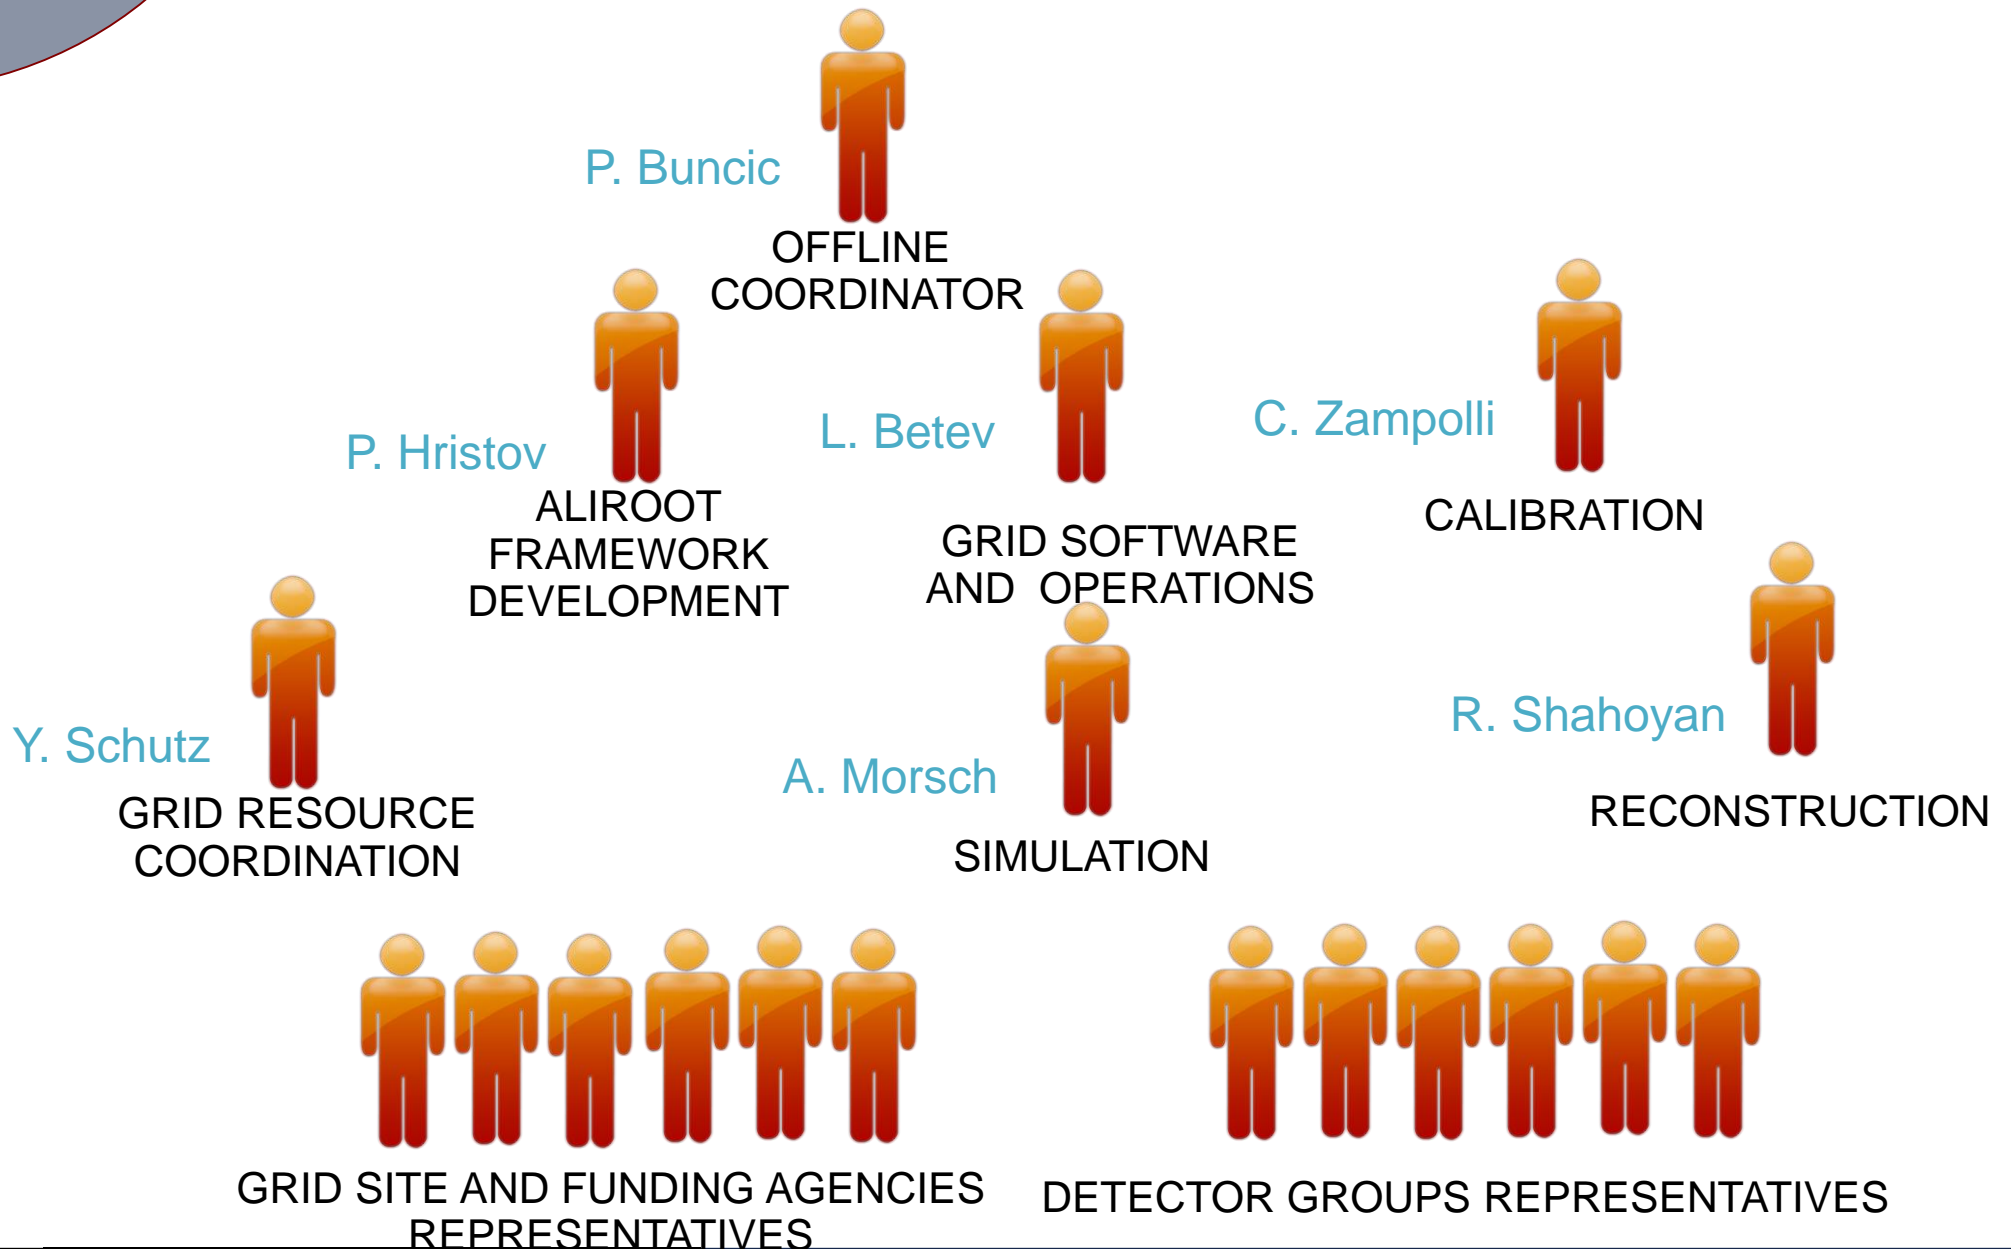 P. Buncic
OFFLINE
COORDINATOR
P. Hristov
ALIROOT
FRAMEWORK
DEVELOPMENT
L. Betev
GRID SOFTWARE
AND OPERATIONS
C. Zampolli
CALIBRATION
Y. Schutz
GRID RESOURCE
COORDINATION
A. Morsch
SIMULATION
R. Shahoyan
RECONSTRUCTION
GRID SITE AND FUNDING AGENCIES
REPRESENTATIVES
DETECTOR GROUPS REPRESENTATIVES